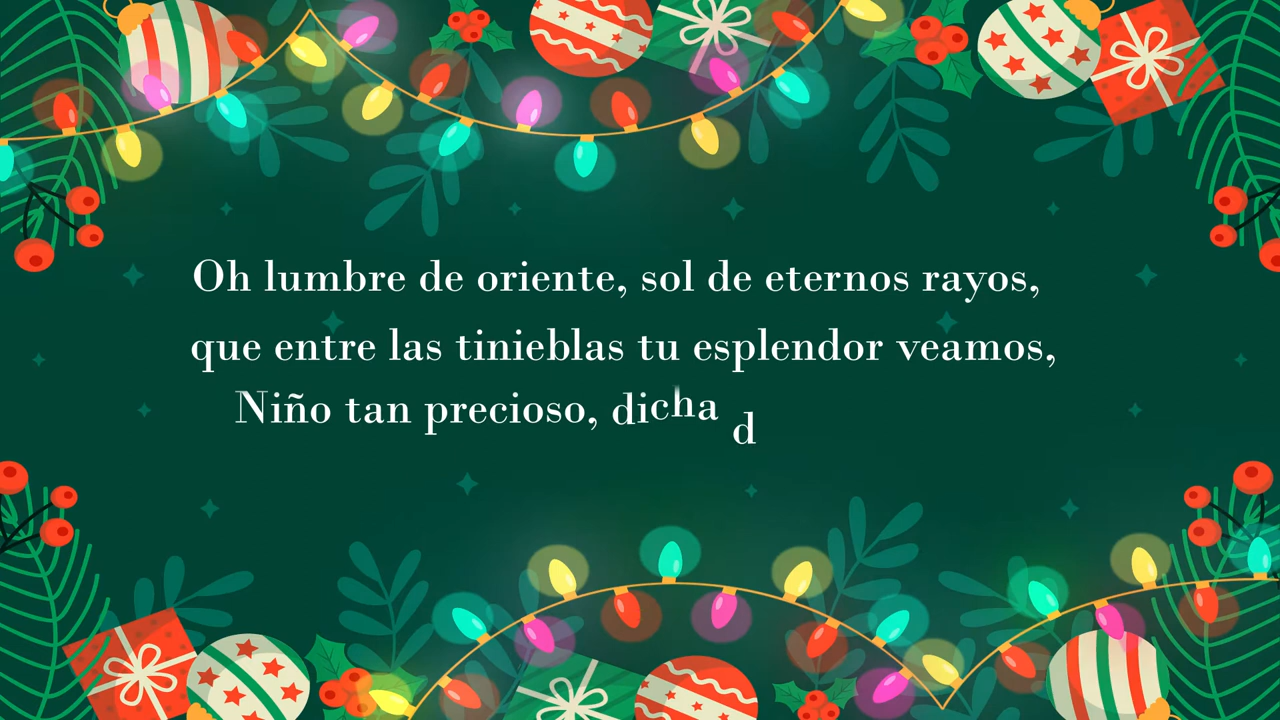 Oh lumbre de oriente, sol de eternos rayos,
que entre las tinieblas tu esplendor veamos,
Niño tan precioso, dicha d